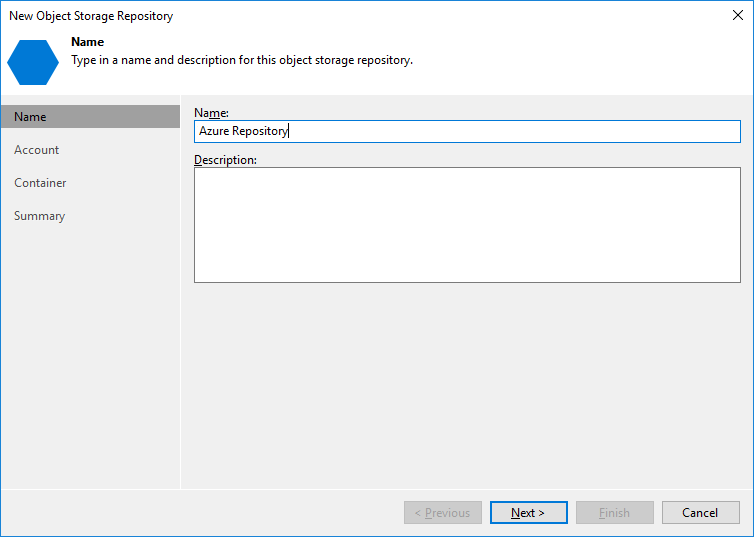 New Object Storage Repository
Name
Type in a name and description for this object storage repository.
Name
Account
Container
Summary
Name:
Azure Repository
Description:
< Previous
Next >
Finish
Cancel